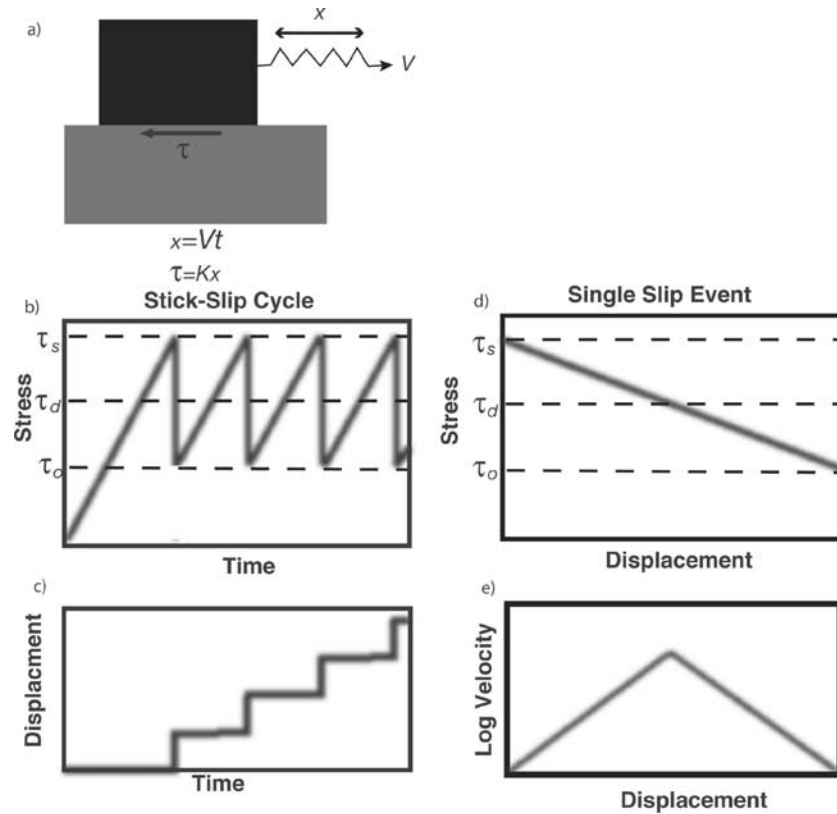 a)
x
V
τ
x=Vt
τ=Kx
b)
Stick-Slip Cycle
τs
τd
τo
Stress
Time
c)
Displacment
Time
d)
Single Slip Event
τs
τd
τo
Stress
Displacement
e)
Log Velocity
Displacement